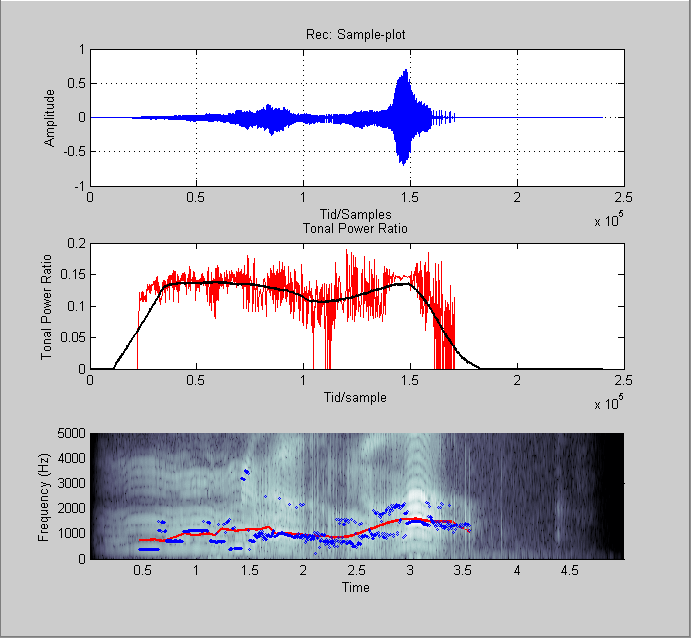 Rec: Sample-plot
Amplitude
1
0.5
0
-0.5
-1
0 0.5 1 1.5 2 2.5
Tid/Samples
x 10^5
Tonal Power Ratio
Tonal Power Ratio
0.2
0.15
0.1
0.05
0
0 0.5 1 1.5 2 2.5
Tid/sample
x 10^5
Frequency (Hz)
5000
4000
3000
2000
1000
0
0.5 1 1.5 2 2.5 3 3.5 4 4.5
Time